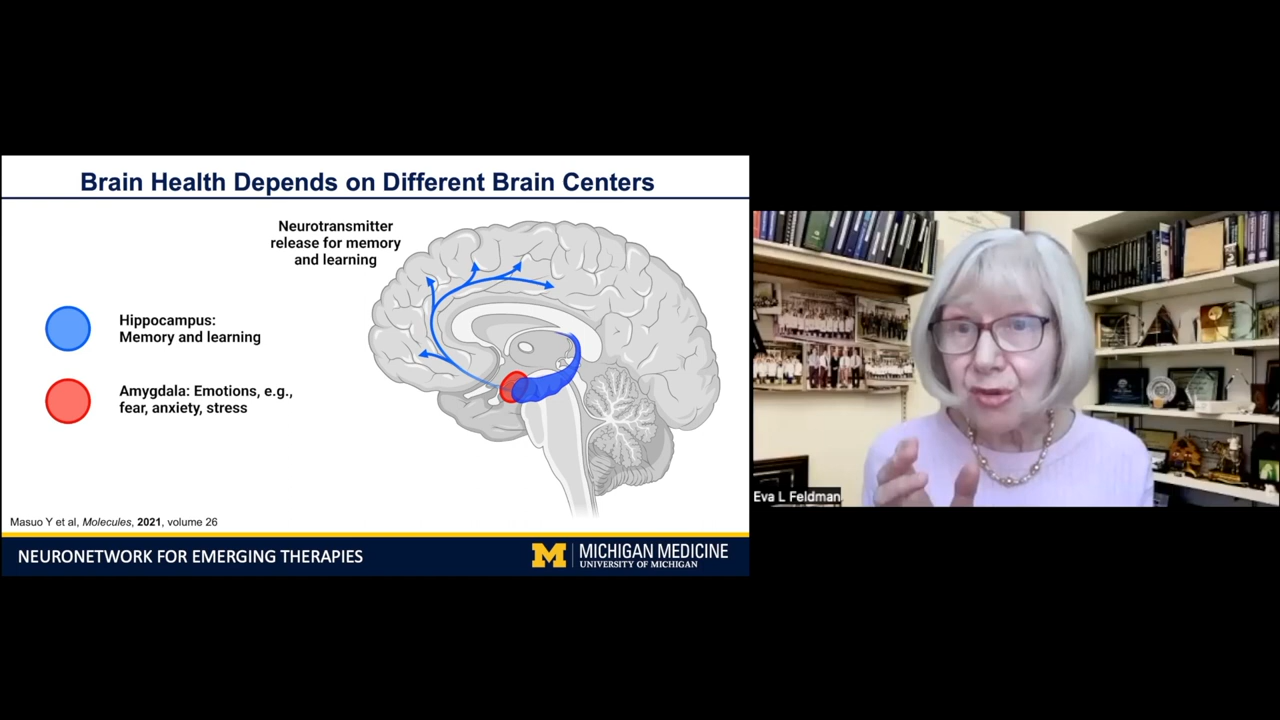 Brain Health Depends on Different Brain Centers
Neurotransmitter
release for memory
and learning
Hippocampus:
Memory and learning
Amygdala: Emotions, e.g.,
fear, anxiety, stress
Masuo Y et al, Molecules, 2021, volume 26
NEURONETWORK FOR EMERGING THERAPIES
M
MICHIGAN MEDICINE
UNIVERSITY OF MICHIGAN
Eva L Feldman